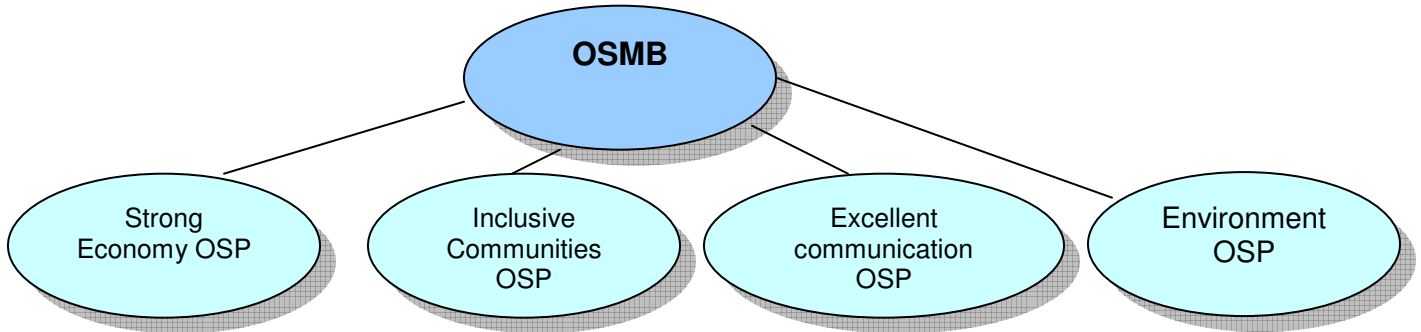 OSMB
Strong
Economy OSP
Inclusive
Communities
OSP
Excellent
communication
OSP
Environment
OSP